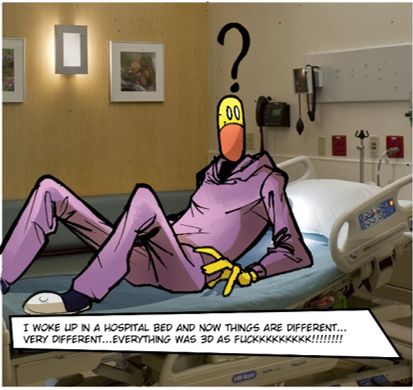 ?
I WOKE UP IN A HOSPITAL BED AND NOW THINGS ARE DIFFERENT...
VERY DIFFERENT...EVERYTHING WAS 3D AS FUCKKKKKKKKK!!!!!!!!